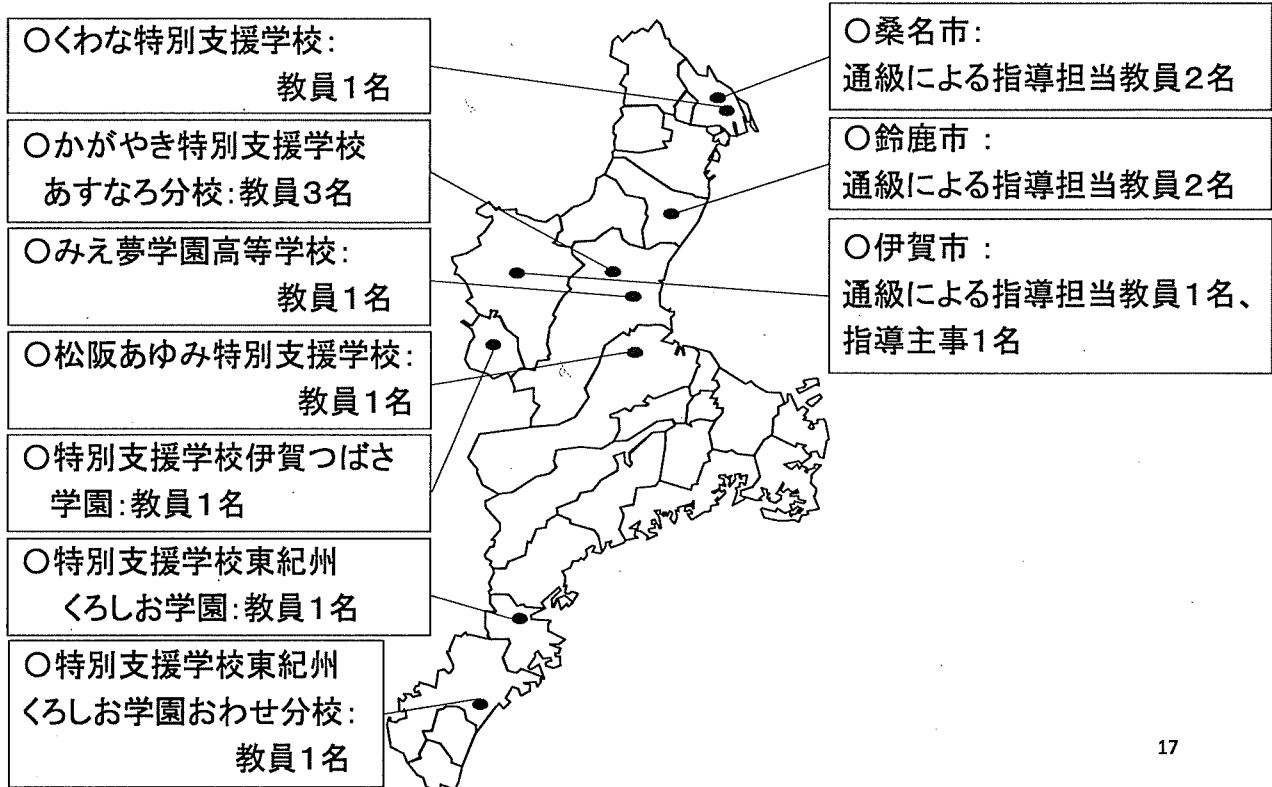 ○くわな特別支援学校:
教員1名
○かがやき特別支援学校
あすなろ分校:教員3名
○みえ夢学園高等学校:
教員1名
○松阪あゆみ特別支援学校:
教員1名
○特別支援学校伊賀つばさ
学園:教員1名
○特別支援学校東紀州
くろしお学園:教員1名
○特別支援学校東紀州
くろしお学園おわせ分校:
教員1名
○桑名市:
通級による指導担当教員2名
○鈴鹿市:
通級による指導担当教員2名
○伊賀市:
通級による指導担当教員1名、
指導主事1名
17